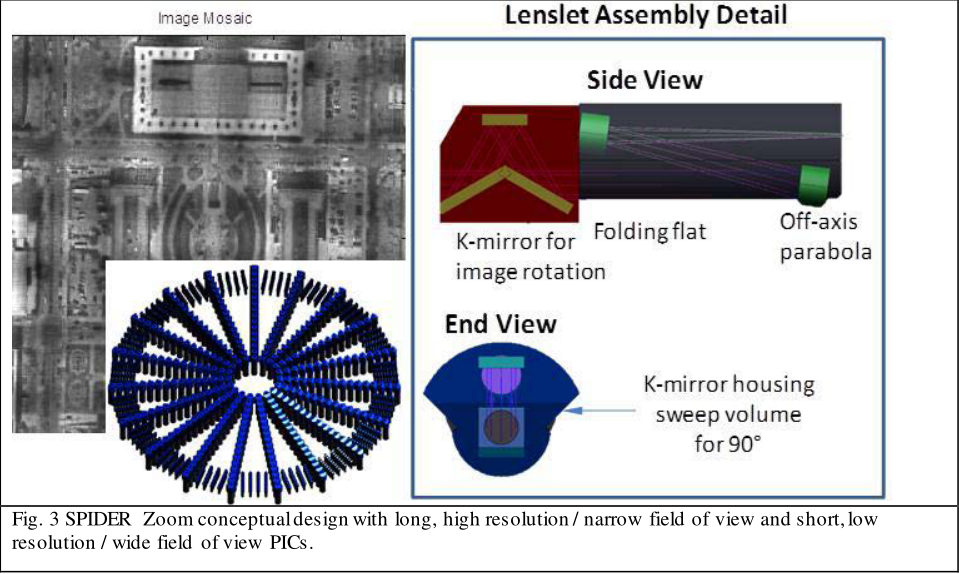 Image Mosaic
Lenslet Assembly Detail
Side View
K-mirror for
image rotation
Folding flat
Off-axis
parabola
End View
K-mirror housing
sweep volume
for 90°
Fig. 3 SPIDER Zoom conceptual design with long, high resolution / narrow field of view and short, low
resolution / wide field of view PICs.